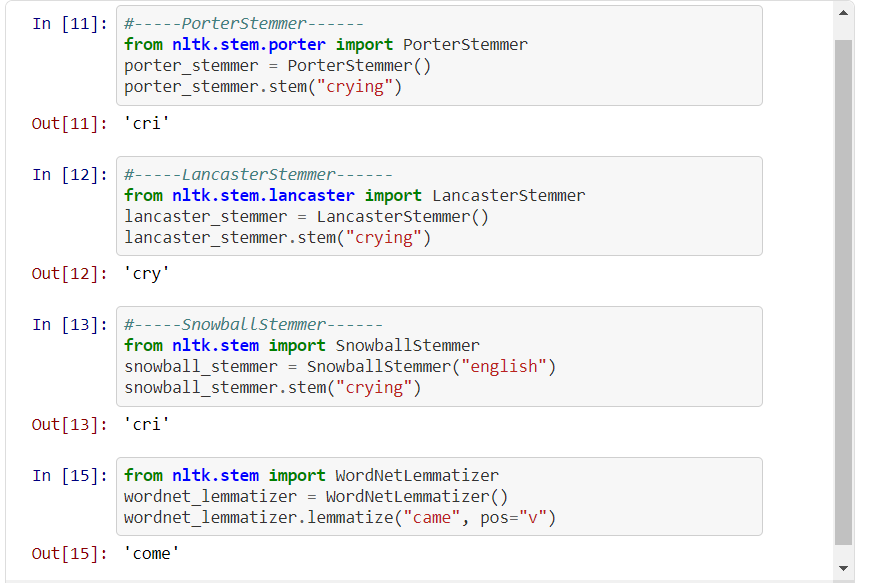 In [11]: #-----PorterStemmer------
from nltk.stem.porter import PorterStemmer
porter_stemmer = PorterStemmer()
porter_stemmer.stem("crying")
Out[11]: 'cri'
In [12]: #-----LancasterStemmer------
from nltk.stem.lancaster import LancasterStemmer
lancaster_stemmer = LancasterStemmer()
lancaster_stemmer.stem("crying")
Out[12]: 'cry'
In [13]: #-----SnowballStemmer------
from nltk.stem import SnowballStemmer
snowball_stemmer = SnowballStemmer("english")
snowball_stemmer.stem("crying")
Out[13]: 'cri'
In [15]: from nltk.stem import WordNetLemmatizer
wordnet_lemmatizer = WordNetLemmatizer()
wordnet_lemmatizer.lemmatize("came", pos="v")
Out[15]: 'come'